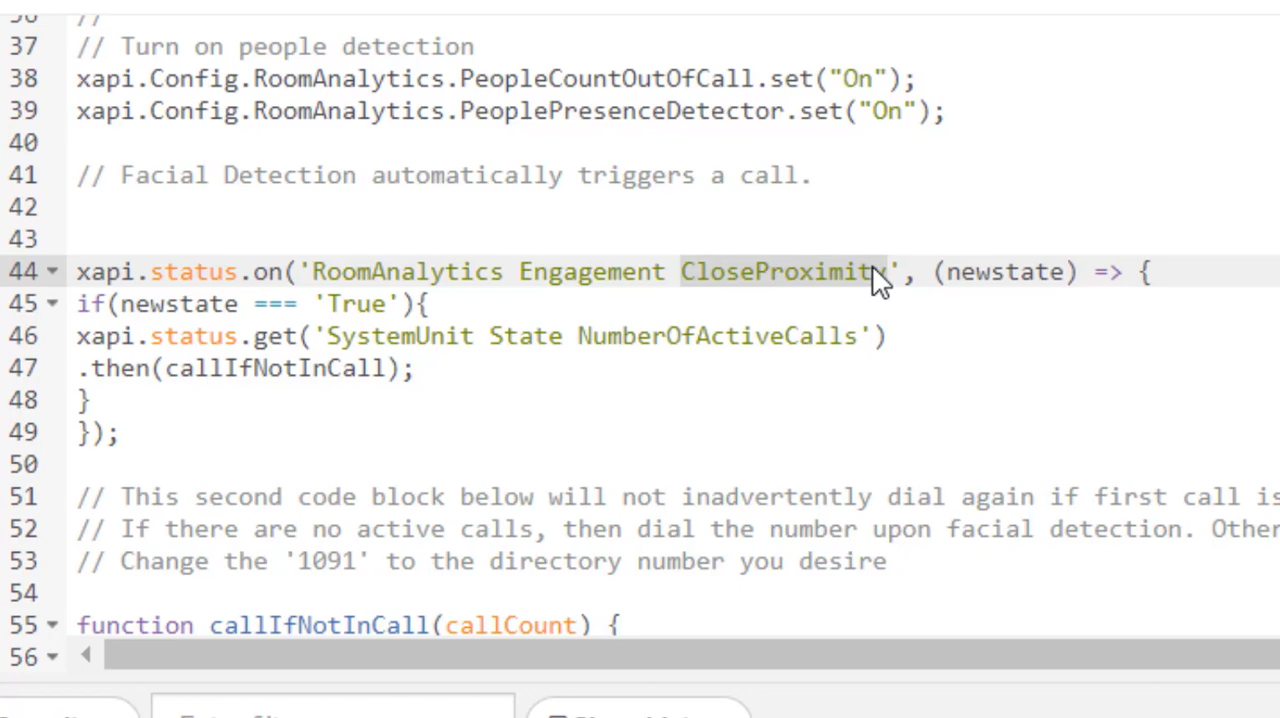 //
37 // Turn on people detection
38 xapi.Config.RoomAnalytics.PeopleCountOutOfCall.set("On");
39 xapi.Config.RoomAnalytics.PeoplePresenceDetector.set("On");
40
41 // Facial Detection automatically triggers a call.
42
43
44 xapi.status.on('RoomAnalytics Engagement CloseProximity', (newstate) => {
45 if(newstate === 'True'){
46 xapi.status.get('SystemUnit State NumberOfActiveCalls')
47 .then(callIfNotInCall);
48 }
49 });
50
51 // This second code block below will not inadvertently dial again if first call is
52 // If there are no active calls, then dial the number upon facial detection. Other
53 // Change the '1091' to the directory number you desire
54
55 function callIfNotInCall(callCount) {
56